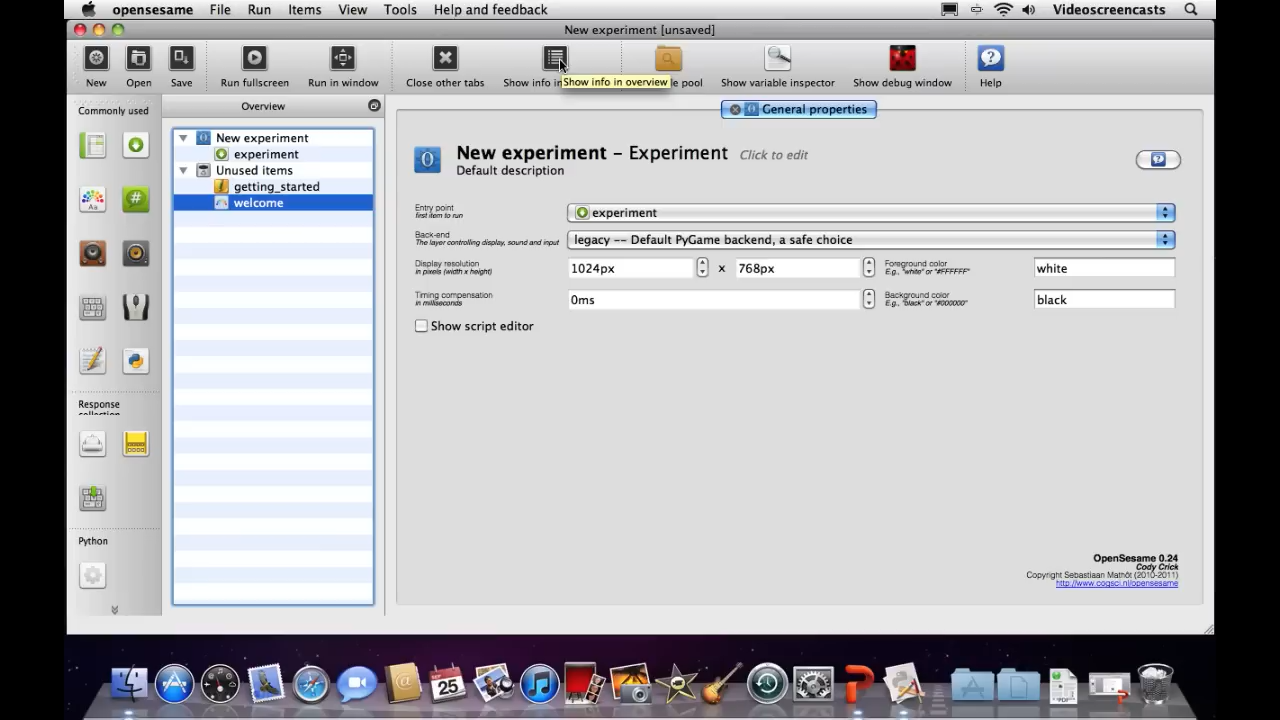 opensesame File Run Items View Tools Help and feedback Videoscreencasts
New experiment [unsaved]
New Open Save Run fullscreen Run in window Close other tabs Show info in Show info in overview e pool Show variable inspector Show debug window Help
Commonly used
Overview
General properties
New experiment
experiment
Unused items
getting_started
welcome
New experiment – Experiment Click to edit
Default description
Entry point
first item to run
experiment
Back-end
The layer controlling display, sound and input
legacy -- Default PyGame backend, a safe choice
Display resolution
in pixels (width x height)
1024px x 768px
Foreground color
E.g., "white" or "#FFFFFF"
white
Timing compensation
in milliseconds
0ms
Background color
E.g., "black" or "#000000"
black
Show script editor
Response
collection
Python
OpenSesame 0.24
Cody Crick
Copyright Sebastiaan Mathôt (2010-2011)
http://www.cogsci.nl/opensesame
25